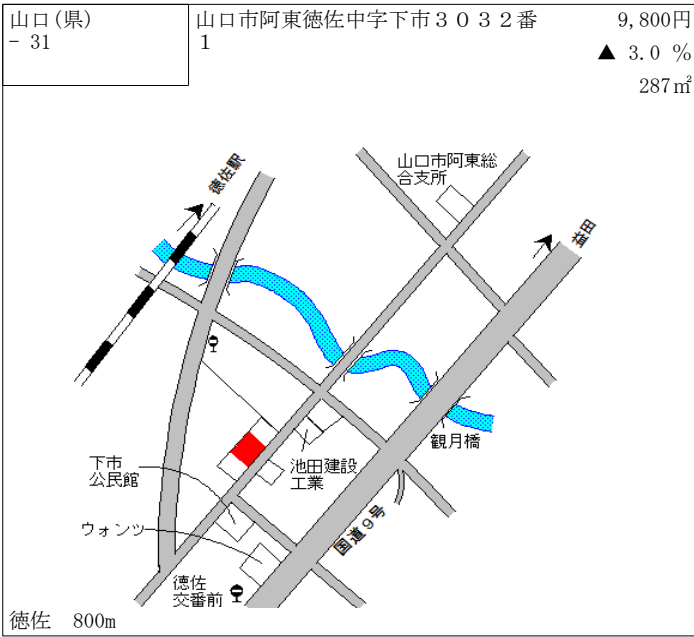 山口(県)
- 31
山口市阿東徳佐中字下市３０３２番
1
9,800円
▲ 3.0 %
287㎡
徳佐駅
山口市阿東総
合支所
益田
観月橋
池田建設
工業
下市
公民館
ウォンツ
国道９号
徳佐
交番前
徳佐 800m